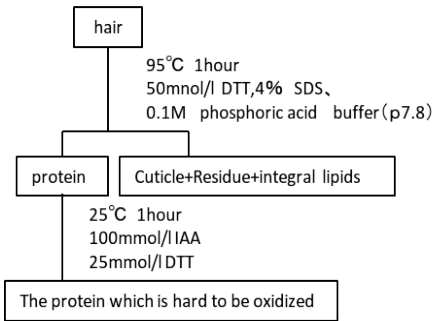 hair
95℃ 1hour
50mnol/l DTT,4% SDS、
0.1M phosphoric acid buffer(p7.8)
protein
Cuticle+Residue+integral lipids
25℃ 1hour
100mmol/l IAA
25mmol/l DTT
The protein which is hard to be oxidized